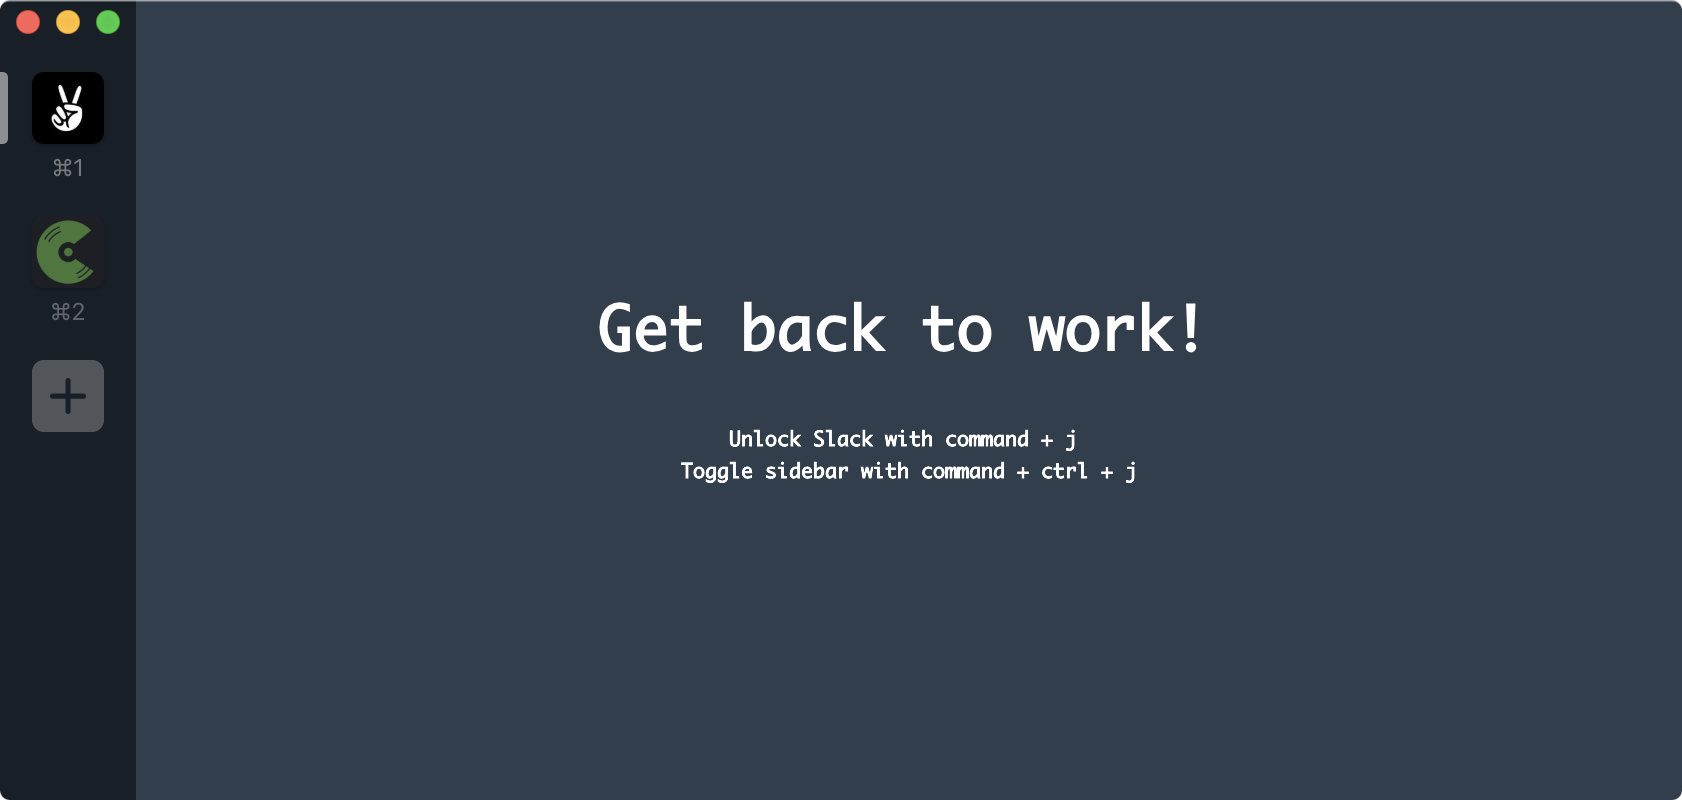 ⌘1
⌘2
Get back to work!
Unlock Slack with command + j
Toggle sidebar with command + ctrl + j